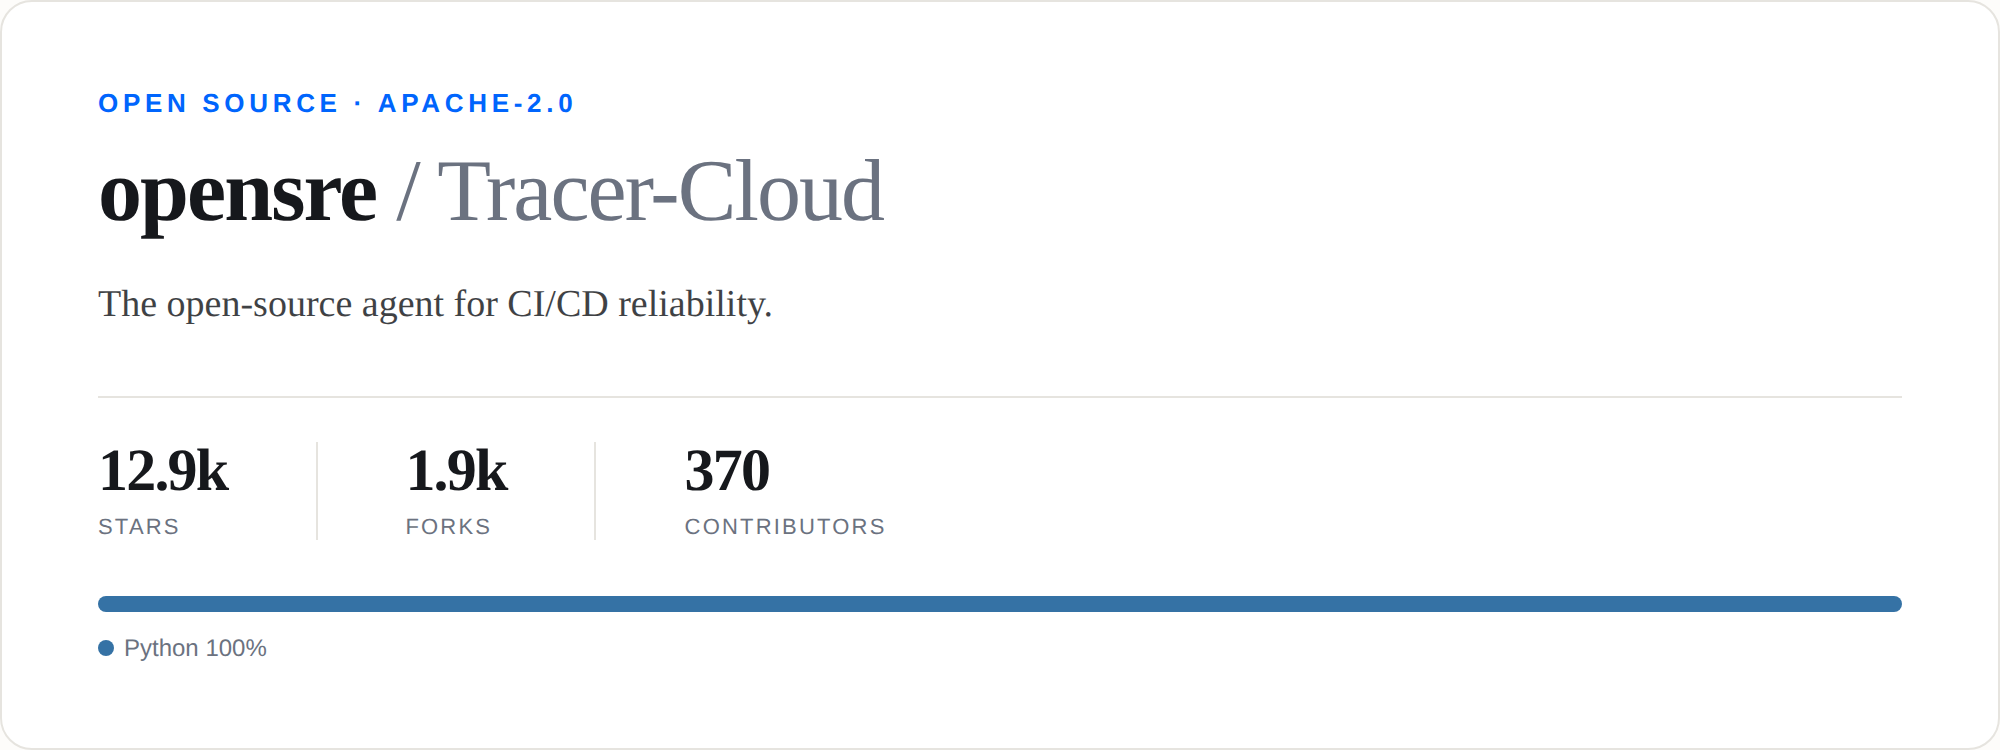 OPEN SOURCE · APACHE-2.0
opensre / Tracer-Cloud
The open-source agent for CI/CD reliability.
12.9k
STARS
1.9k
FORKS
370
CONTRIBUTORS
Python 100%